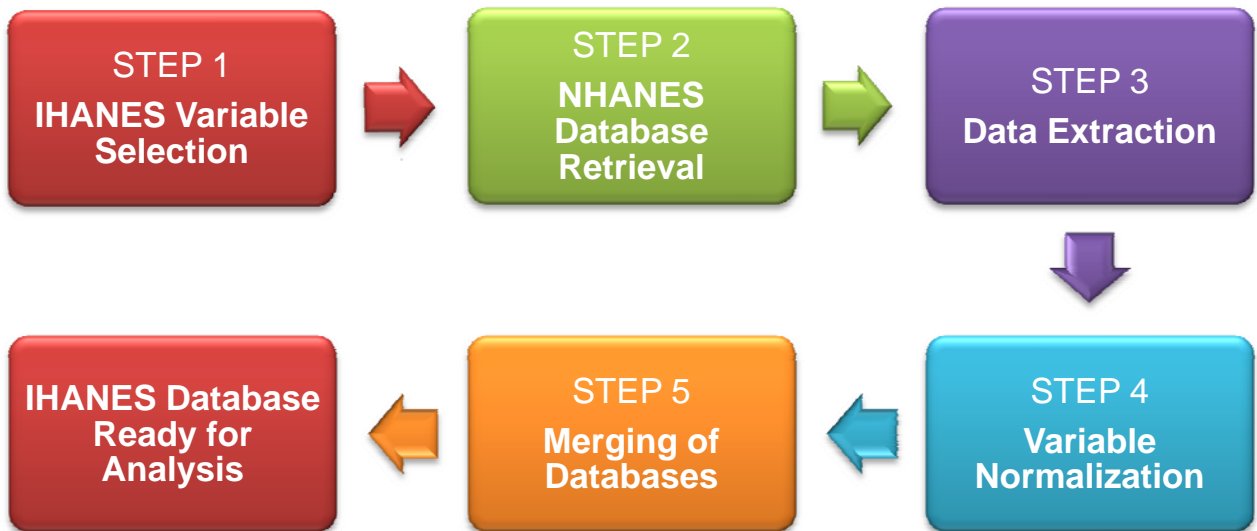 STEP 1
IHANES Variable
Selection
STEP 2
NHANES
Database
Retrieval
STEP 3
Data Extraction
STEP 4
Variable
Normalization
STEP 5
Merging of
Databases
IHANES Database
Ready for
Analysis